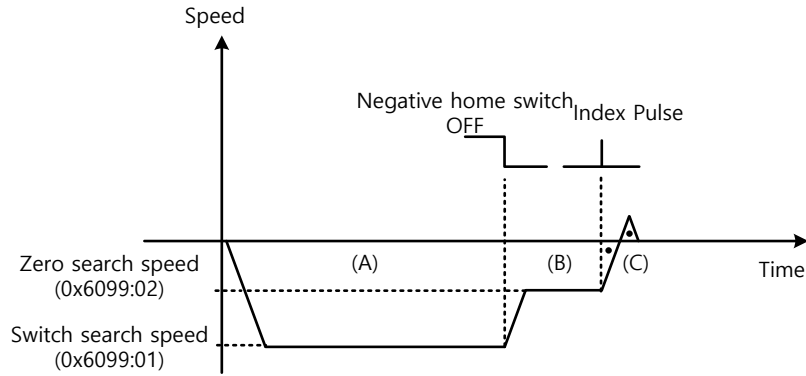 Speed
Negative home switch
OFF
Index Pulse
(A)
(B)
(C)
Time
Zero search speed
(0x6099:02)
Switch search speed
(0x6099:01)